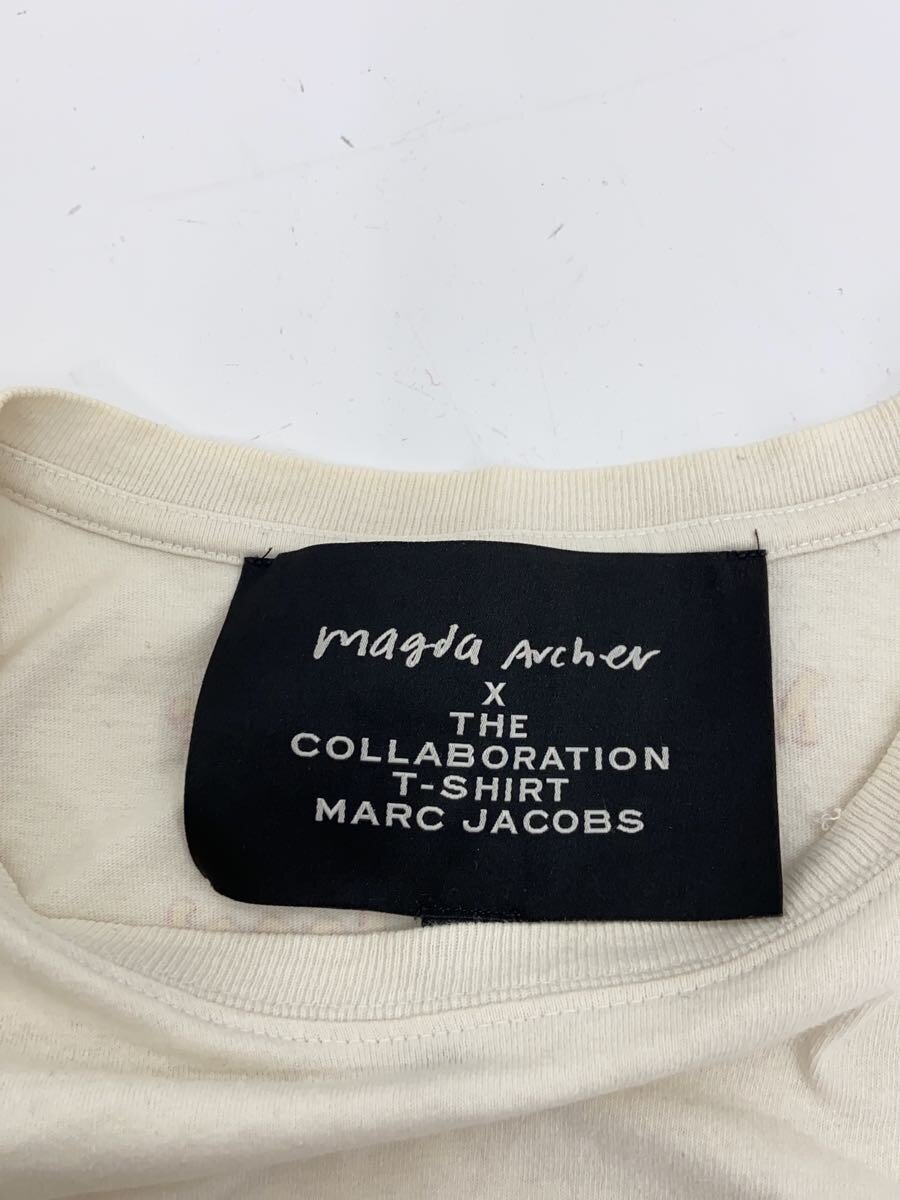 magda Archer
X
THE
COLLABORATION
T-SHIRT
MARC JACOBS